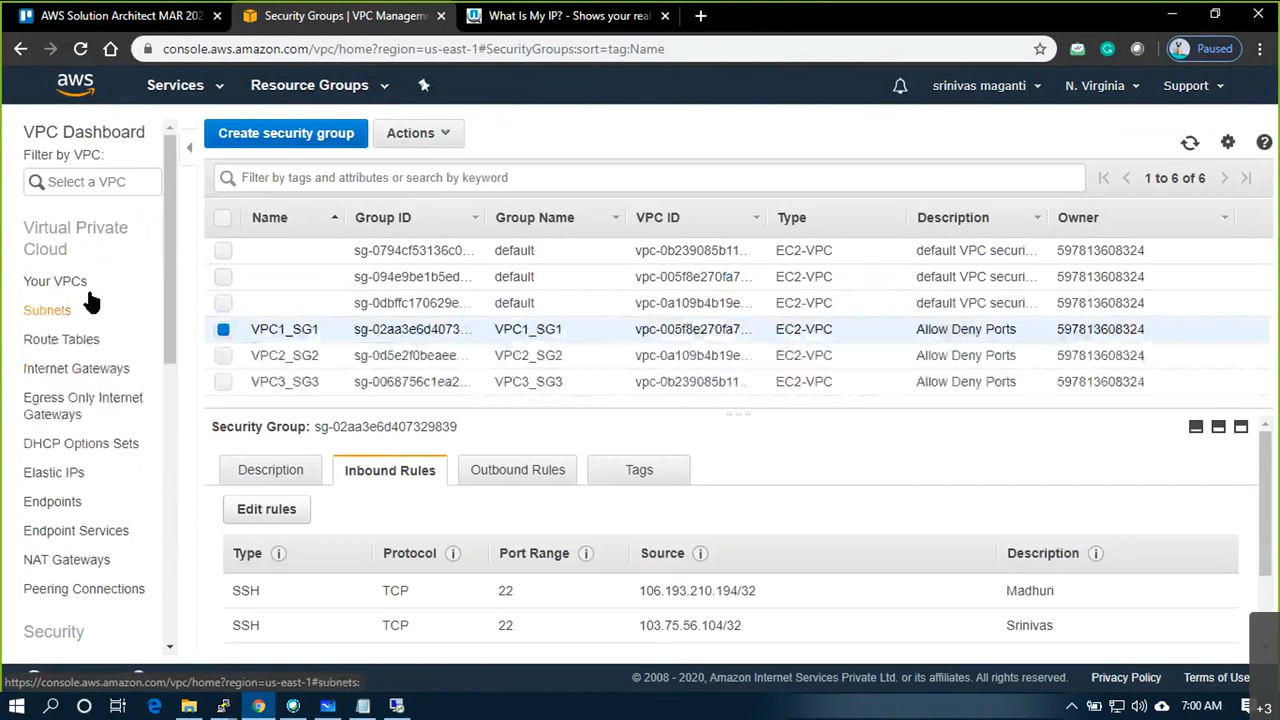 AWS Solution Architect MAR 202
Security Groups | VPC Managem
What Is My IP? - Shows your real
console.aws.amazon.com/vpc/home?region=us-east-1#SecurityGroups:sort=tag:Name
Paused
aws
Services
Resource Groups
srinivas maganti
N. Virginia
Support
VPC Dashboard
Filter by VPC:
Select a VPC
Virtual Private
Cloud
Your VPCs
Subnets
Route Tables
Internet Gateways
Egress Only Internet
Gateways
DHCP Options Sets
Elastic IPs
Endpoints
Endpoint Services
NAT Gateways
Peering Connections
Security
Create security group
Actions
Filter by tags and attributes or search by keyword
1 to 6 of 6
Name Group ID Group Name VPC ID Type Description Owner
sg-0794cf53136c0... default vpc-0b239085b11... EC2-VPC default VPC securi... 597813608324
sg-094e9be1b5ed... default vpc-005f8e270fa7... EC2-VPC default VPC securi... 597813608324
sg-0dbffc170629e... default vpc-0a109b4b19e... EC2-VPC default VPC securi... 597813608324
VPC1_SG1 sg-02aa3e6d4073... VPC1_SG1 vpc-005f8e270fa7... EC2-VPC Allow Deny Ports 597813608324
VPC2_SG2 sg-0d5e2f0beaee... VPC2_SG2 vpc-0a109b4b19e... EC2-VPC Allow Deny Ports 597813608324
VPC3_SG3 sg-0068756c1ea2... VPC3_SG3 vpc-0b239085b11... EC2-VPC Allow Deny Ports 597813608324
Security Group: sg-02aa3e6d407329839
Description
Inbound Rules
Outbound Rules
Tags
Edit rules
Type Protocol Port Range Source Description
SSH TCP 22 106.193.210.194/32 Madhuri
SSH TCP 22 103.75.56.104/32 Srinivas
https://console.aws.amazon.com/vpc/home?region=us-east-1#subnets:
© 2008 - 2020, Amazon Internet Services Private Ltd. or its affiliates. All rights reserved.
Privacy Policy
Terms of Use
7:00 AM
+3